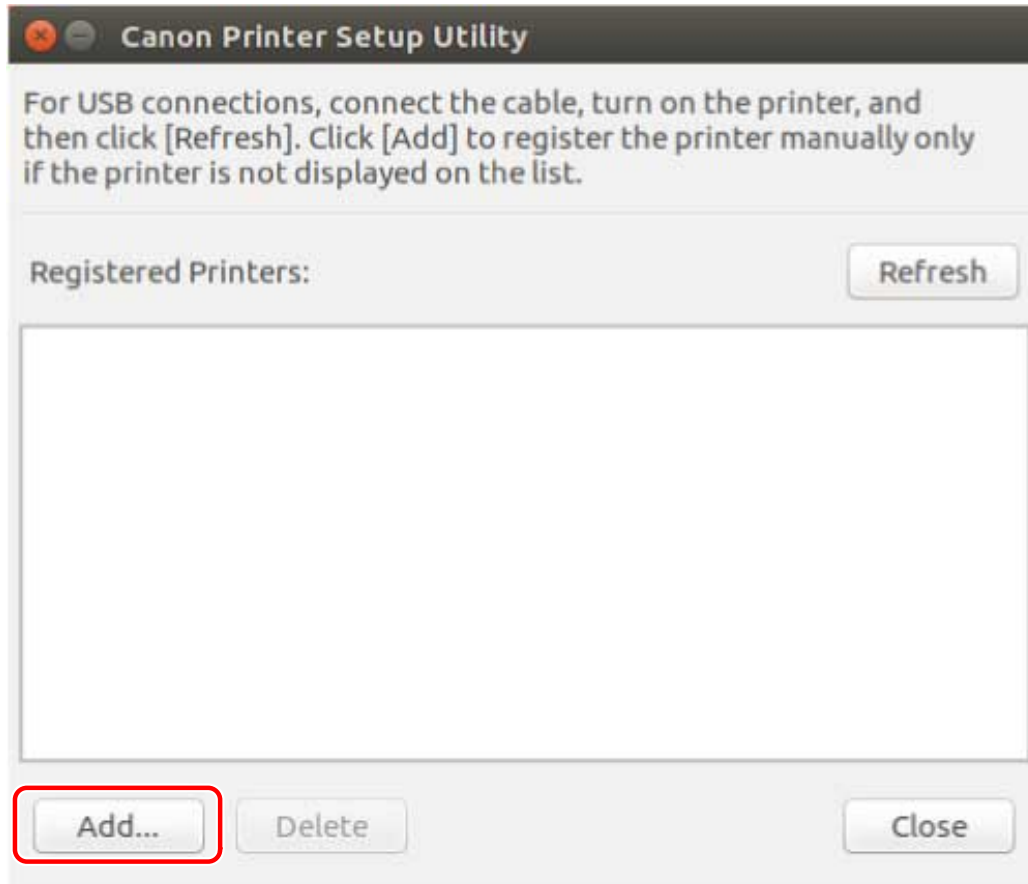 Canon Printer Setup Utility
For USB connections, connect the cable, turn on the printer, and
then click [Refresh]. Click [Add] to register the printer manually only
if the printer is not displayed on the list.
Registered Printers:
Refresh
Add...
Delete
Close